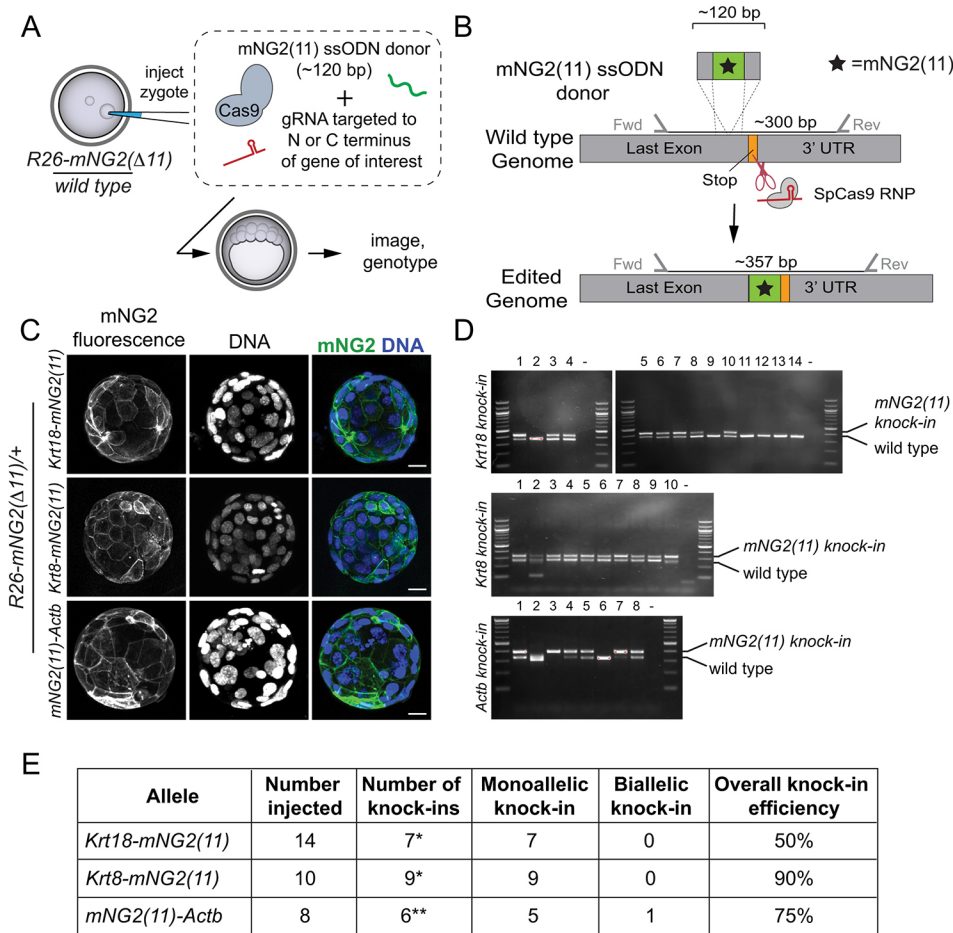 A
inject
zygote
R26-mNG2(Δ11)
wild type
mNG2(11) ssODN donor
(~120 bp)
Cas9
+
gRNA targeted to
N or C terminus
of gene of interest
image,
genotype
B
~120 bp
mNG2(11) ssODN
donor
★=mNG2(11)
Wild type
Genome
Fwd
~300 bp
Rev
Last Exon
3' UTR
Stop
SpCas9 RNP
Edited
Genome
Fwd
~357 bp
Rev
Last Exon
3' UTR
C
mNG2
fluorescence
DNA
mNG2 DNA
R26-mNG2(Δ11)/+
Krt18-mNG2(11)
Krt8-mNG2(11)
mNG2(11)-Actb
D
1 2 3 4 -
5 6 7 8 9 10 11 12 13 14 -
Krt18 knock-in
mNG2(11)
knock-in
wild type
1 2 3 4 5 6 7 8 9 10 -
Krt8 knock-in
mNG2(11) knock-in
wild type
1 2 3 4 5 6 7 8 -
Actb knock-in
mNG2(11) knock-in
wild type
E
Allele
Number
injected
Number of
knock-ins
Monoallelic
knock-in
Biallelic
knock-in
Overall knock-in
efficiency
Krt18-mNG2(11) 14 7* 7 0 50%
Krt8-mNG2(11) 10 9* 9 0 90%
mNG2(11)-Actb 8 6** 5 1 75%